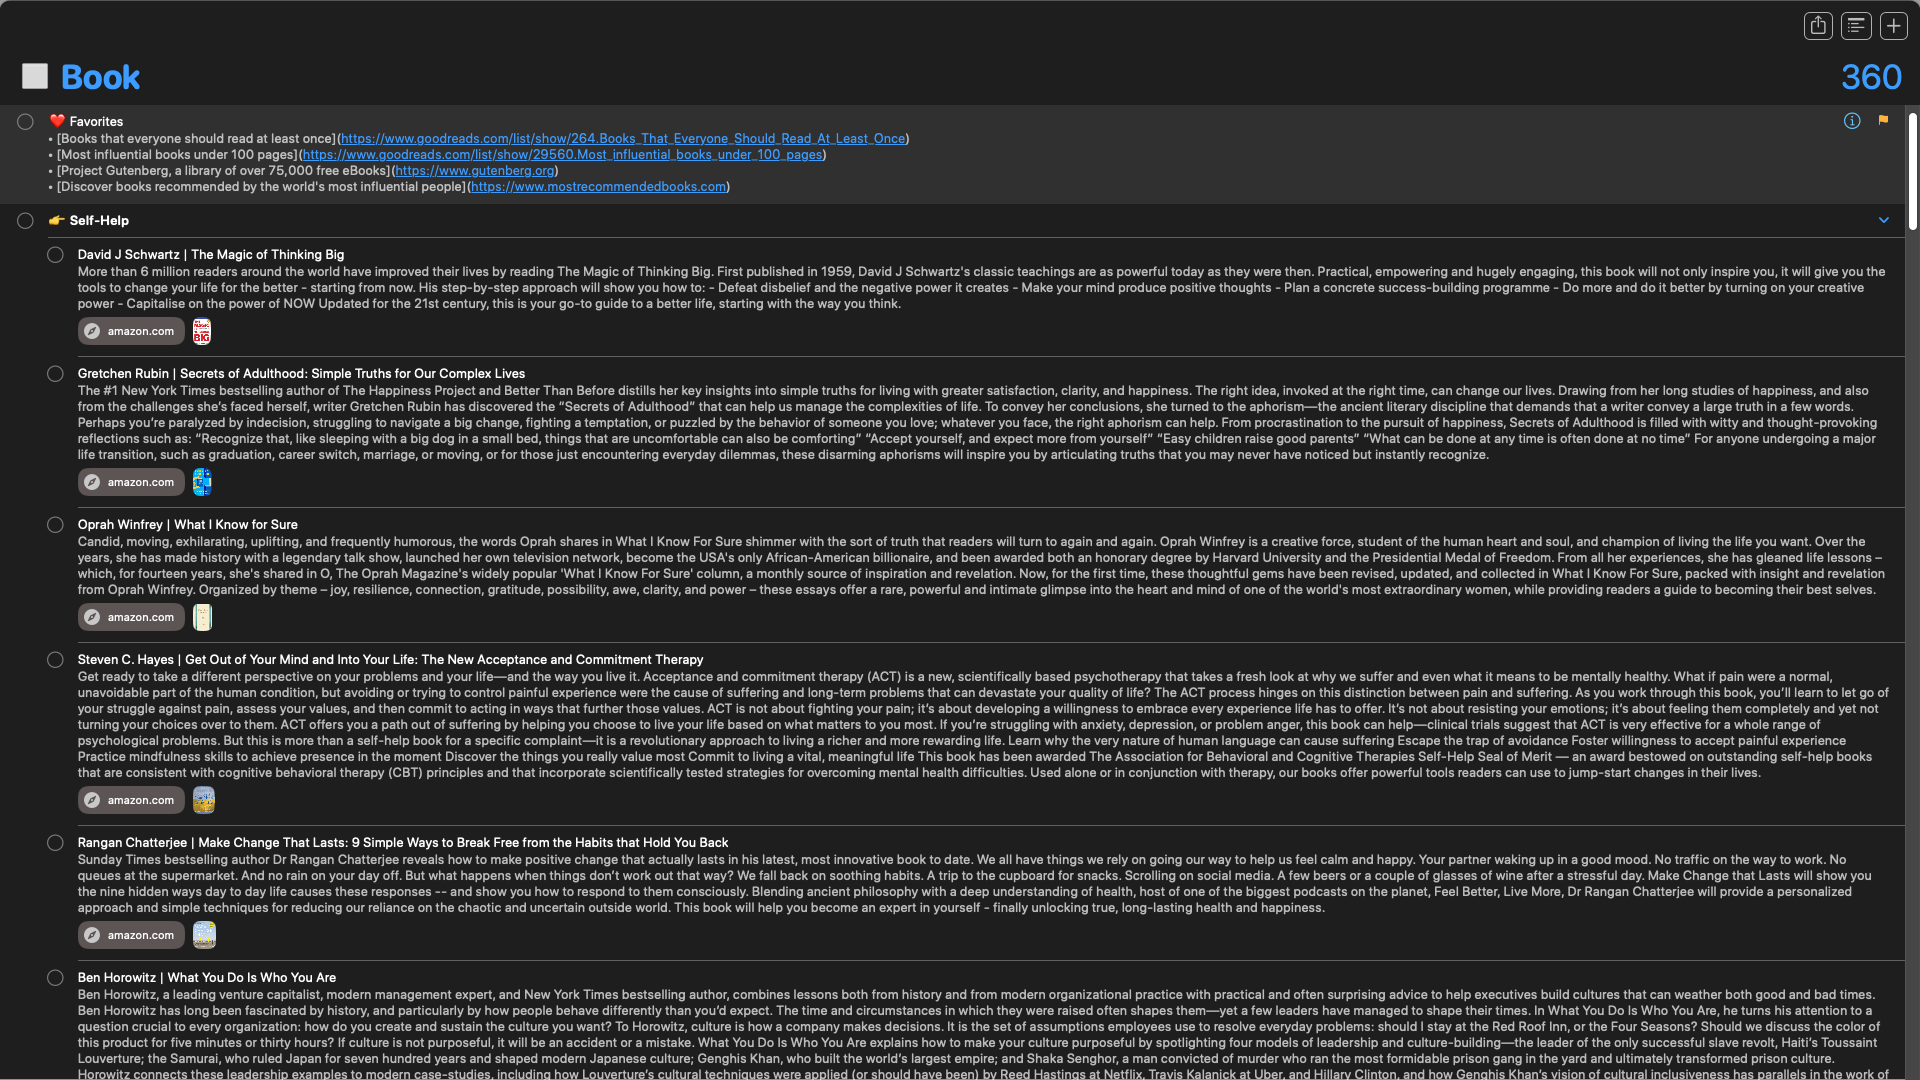 Book
360
❤️ Favorites
• [Books that everyone should read at least once](https://www.goodreads.com/list/show/264.Books_That_Everyone_Should_Read_At_Least_Once)
• [Most influential books under 100 pages](https://www.goodreads.com/list/show/29560.Most_influential_books_under_100_pages)
• [Project Gutenberg, a library of over 75,000 free eBooks](https://www.gutenberg.org)
• [Discover books recommended by the world's most influential people](https://www.mostrecommendedbooks.com)
👉 Self-Help
David J Schwartz | The Magic of Thinking Big
More than 6 million readers around the world have improved their lives by reading The Magic of Thinking Big. First published in 1959, David J Schwartz's classic teachings are as powerful today as they were then. Practical, empowering and hugely engaging, this book will not only inspire you, it will give you the
tools to change your life for the better - starting from now. His step-by-step approach will show you how to: - Defeat disbelief and the negative power it creates - Make your mind produce positive thoughts - Plan a concrete success-building programme - Do more and do it better by turning on your creative
power - Capitalise on the power of NOW Updated for the 21st century, this is your go-to guide to a better life, starting with the way you think.
amazon.com
Gretchen Rubin | Secrets of Adulthood: Simple Truths for Our Complex Lives
The #1 New York Times bestselling author of The Happiness Project and Better Than Before distills her key insights into simple truths for living with greater satisfaction, clarity, and happiness. The right idea, invoked at the right time, can change our lives. Drawing from her long studies of happiness, and also
from the challenges she's faced herself, writer Gretchen Rubin has discovered the “Secrets of Adulthood” that can help us manage the complexities of life. To convey her conclusions, she turned to the aphorism—the ancient literary discipline that demands that a writer convey a large truth in a few words.
Perhaps you're paralyzed by indecision, struggling to navigate a big change, fighting a temptation, or puzzled by the behavior of someone you love; whatever you face, the right aphorism can help. From procrastination to the pursuit of happiness, Secrets of Adulthood is filled with witty and thought-provoking
reflections such as: “Recognize that, like sleeping with a big dog in a small bed, things that are uncomfortable can also be comforting” “Accept yourself, and expect more from yourself” “Easy children raise good parents” “What can be done at any time is often done at no time” For anyone undergoing a major
life transition, such as graduation, career switch, marriage, or moving, or for those just encountering everyday dilemmas, these disarming aphorisms will inspire you by articulating truths that you may never have noticed but instantly recognize.
amazon.com
Oprah Winfrey | What I Know for Sure
Candid, moving, exhilarating, uplifting, and frequently humorous, the words Oprah shares in What I Know For Sure shimmer with the sort of truth that readers will turn to again and again. Oprah Winfrey is a creative force, student of the human heart and soul, and champion of living the life you want. Over the
years, she has made history with a legendary talk show, launched her own television network, become the USA's only African-American billionaire, and been awarded both an honorary degree by Harvard University and the Presidential Medal of Freedom. From all her experiences, she has gleaned life lessons –
which, for fourteen years, she's shared in O, The Oprah Magazine's widely popular 'What I Know For Sure' column, a monthly source of inspiration and revelation. Now, for the first time, these thoughtful gems have been revised, updated, and collected in What I Know For Sure, packed with insight and revelation
from Oprah Winfrey. Organized by theme – joy, resilience, connection, gratitude, possibility, awe, clarity, and power – these essays offer a rare, powerful and intimate glimpse into the heart and mind of one of the world's most extraordinary women, while providing readers a guide to becoming their best selves.
amazon.com
Steven C. Hayes | Get Out of Your Mind and Into Your Life: The New Acceptance and Commitment Therapy
Get ready to take a different perspective on your problems and your life—and the way you live it. Acceptance and commitment therapy (ACT) is a new, scientifically based psychotherapy that takes a fresh look at why we suffer and even what it means to be mentally healthy. What if pain were a normal,
unavoidable part of the human condition, but avoiding or trying to control painful experience were the cause of suffering and long-term problems that can devastate your quality of life? The ACT process hinges on this distinction between pain and suffering. As you work through this book, you'll learn to let go of
your struggle against pain, assess your values, and then commit to acting in ways that further those values. ACT is not about fighting your pain; it's about developing a willingness to embrace every experience life has to offer. It's not about resisting your emotions; it's about feeling them completely and yet not
turning your choices over to them. ACT offers you a path out of suffering by helping you choose to live your life based on what matters to you most. If you're struggling with anxiety, depression, or problem anger, this book can help—clinical trials suggest that ACT is very effective for a whole range of
psychological problems. But this is more than a self-help book for a specific complaint—it is a revolutionary approach to living a richer and more rewarding life. Learn why the very nature of human language can cause suffering Escape the trap of avoidance Foster willingness to accept painful experience
Practice mindfulness skills to achieve presence in the moment Discover the things you really value most Commit to living a vital, meaningful life This book has been awarded The Association for Behavioral and Cognitive Therapies Self-Help Seal of Merit — an award bestowed on outstanding self-help books
that are consistent with cognitive behavioral therapy (CBT) principles and that incorporate scientifically tested strategies for overcoming mental health difficulties. Used alone or in conjunction with therapy, our books offer powerful tools readers can use to jump-start changes in their lives.
amazon.com
Rangan Chatterjee | Make Change That Lasts: 9 Simple Ways to Break Free from the Habits that Hold You Back
Sunday Times bestselling author Dr Rangan Chatterjee reveals how to make positive change that actually lasts in his latest, most innovative book to date. We all have things we rely on going our way to help us feel calm and happy. Your partner waking up in a good mood. No traffic on the way to work. No
queues at the supermarket. And no rain on your day off. But what happens when things don't work out that way? We fall back on soothing habits. A trip to the cupboard for snacks. Scrolling on social media. A few beers or a couple of glasses of wine after a stressful day. Make Change that Lasts will show you
the nine hidden ways day to day life causes these responses -- and show you how to respond to them consciously. Blending ancient philosophy with a deep understanding of health, host of one of the biggest podcasts on the planet, Feel Better, Live More, Dr Rangan Chatterjee will provide a personalized
approach and simple techniques for reducing our reliance on the chaotic and uncertain outside world. This book will help you become an expert in yourself - finally unlocking true, long-lasting health and happiness.
amazon.com
Ben Horowitz | What You Do Is Who You Are
Ben Horowitz, a leading venture capitalist, modern management expert, and New York Times bestselling author, combines lessons both from history and from modern organizational practice with practical and often surprising advice to help executives build cultures that can weather both good and bad times.
Ben Horowitz has long been fascinated by history, and particularly by how people behave differently than you'd expect. The time and circumstances in which they were raised often shapes them—yet a few leaders have managed to shape their times. In What You Do Is Who You Are, he turns his attention to a
question crucial to every organization: how do you create and sustain the culture you want? To Horowitz, culture is how a company makes decisions. It is the set of assumptions employees use to resolve everyday problems: should I stay at the Red Roof Inn, or the Four Seasons? Should we discuss the color of
this product for five minutes or thirty hours? If culture is not purposeful, it will be an accident or a mistake. What You Do Is Who You Are explains how to make your culture purposeful by spotlighting four models of leadership and culture-building—the leader of the only successful slave revolt, Haiti's Toussaint
Louverture; the Samurai, who ruled Japan for seven hundred years and shaped modern Japanese culture; Genghis Khan, who built the world's largest empire; and Shaka Senghor, a man convicted of murder who ran the most formidable prison gang in the yard and ultimately transformed prison culture.
Horowitz connects these leadership examples to modern case-studies, including how Louverture's cultural techniques were applied (or should have been) by Reed Hastings at Netflix, Travis Kalanick at Uber, and Hillary Clinton, and how Genghis Khan's vision of cultural inclusiveness has parallels in the work of